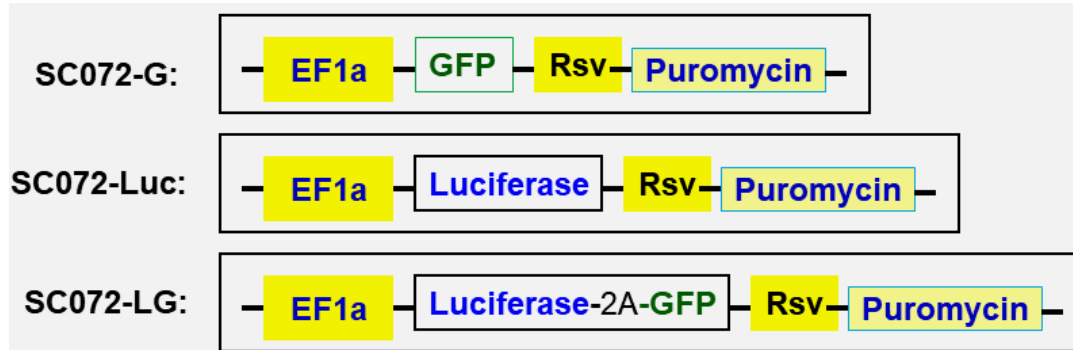 SC072-G: EF1a GFP Rsv Puromycin
SC072-Luc: EF1a Luciferase Rsv Puromycin
SC072-LG: EF1a Luciferase-2A-GFP Rsv Puromycin